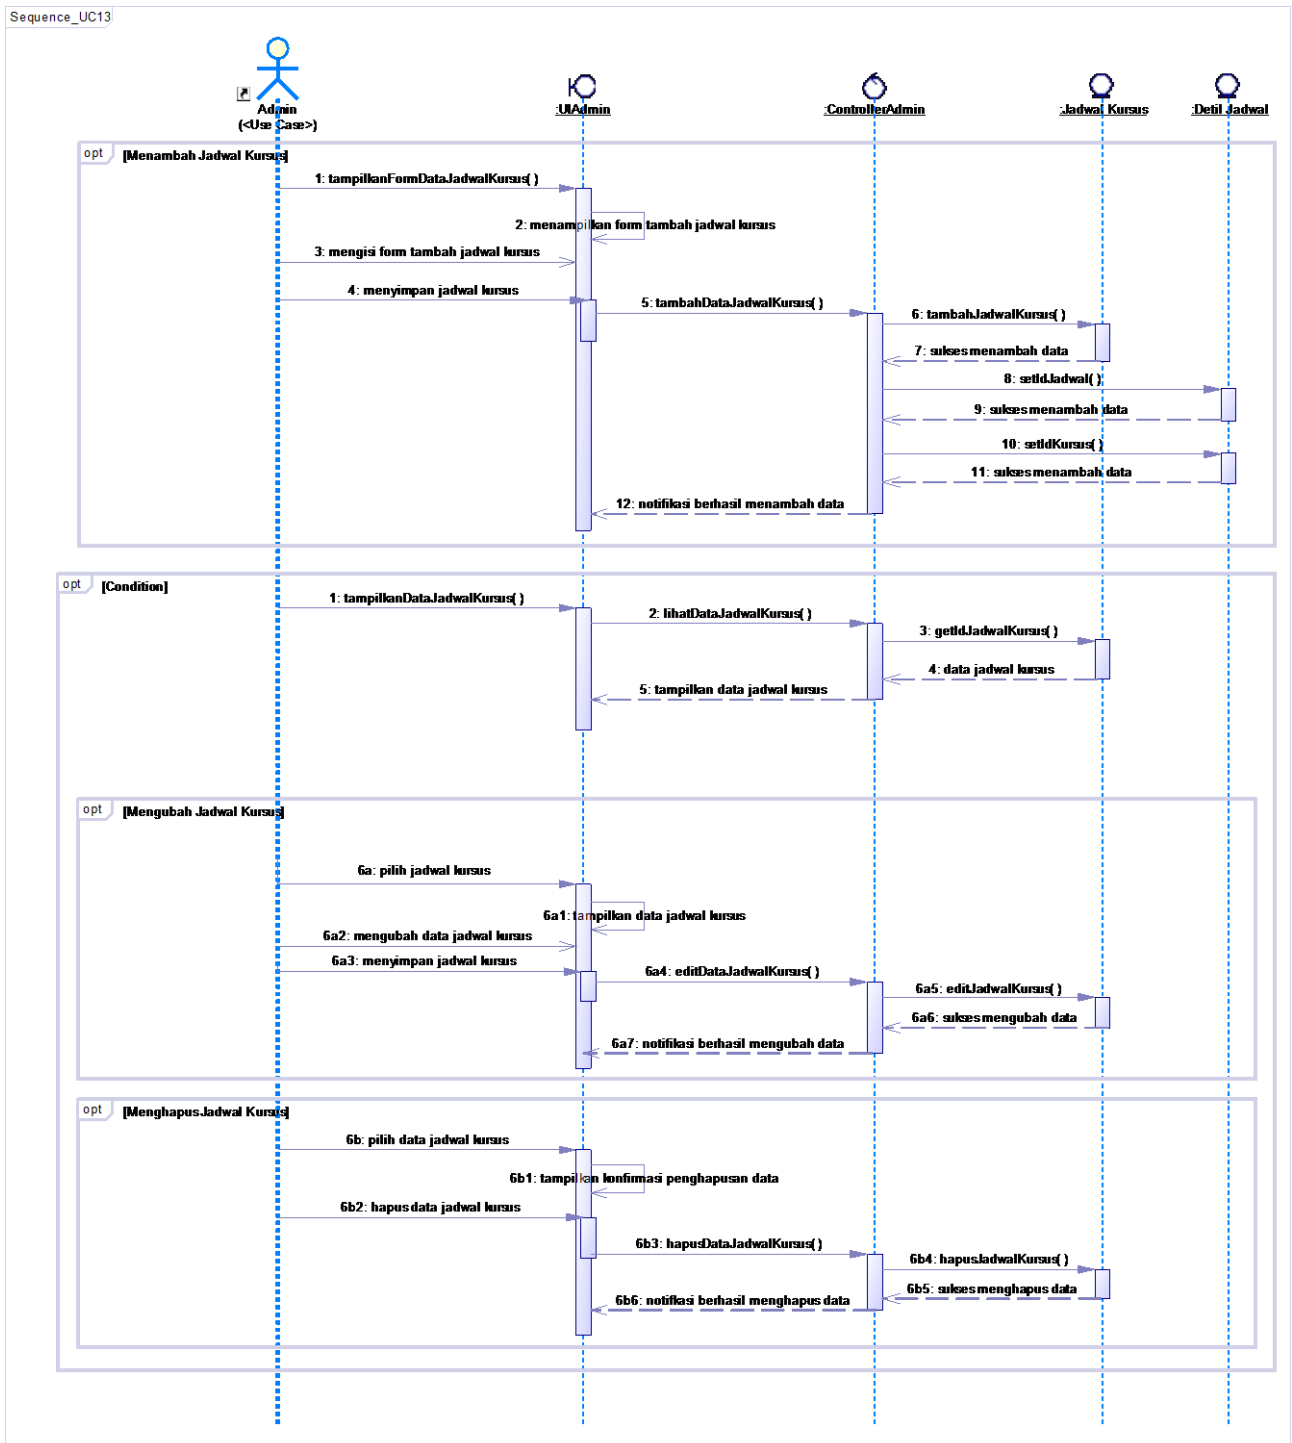 Sequence_UC13
Admin
(<Use Case>)
:UIAdmin
:ControllerAdmin
:Jadwal Kursus
:Detil Jadwal
opt
[Menambah Jadwal Kursus]
1: tampilkanFormDataJadwalKursus( )
2: menampilkan form tambah jadwal kursus
3: mengisi form tambah jadwal kursus
4: menyimpan jadwal kursus
5: tambahDataJadwalKursus( )
6: tambahJadwalKursus( )
7: sukses menambah data
8: setIdJadwal( )
9: sukses menambah data
10: setIdKursus( )
11: sukses menambah data
12: notifikasi berhasil menambah data
opt
[Condition]
1: tampilkanDataJadwalKursus( )
2: lihatDataJadwalKursus( )
3: getIdJadwalKursus( )
4: data jadwal kursus
5: tampilkan data jadwal kursus
opt
[Mengubah Jadwal Kursus]
6a: pilih jadwal kursus
6a1: tampilkan data jadwal kursus
6a2: mengubah data jadwal kursus
6a3: menyimpan jadwal kursus
6a4: editDataJadwalKursus( )
6a5: editJadwalKursus( )
6a6: sukses mengubah data
6a7: notifikasi berhasil mengubah data
opt
[Menghapus Jadwal Kursus]
6b: pilih data jadwal kursus
6b1: tampilkan konfirmasi penghapusan data
6b2: hapus data jadwal kursus
6b3: hapusDataJadwalKursus( )
6b4: hapusJadwalKursus( )
6b5: sukses menghapus data
6b6: notifikasi berhasil menghapus data